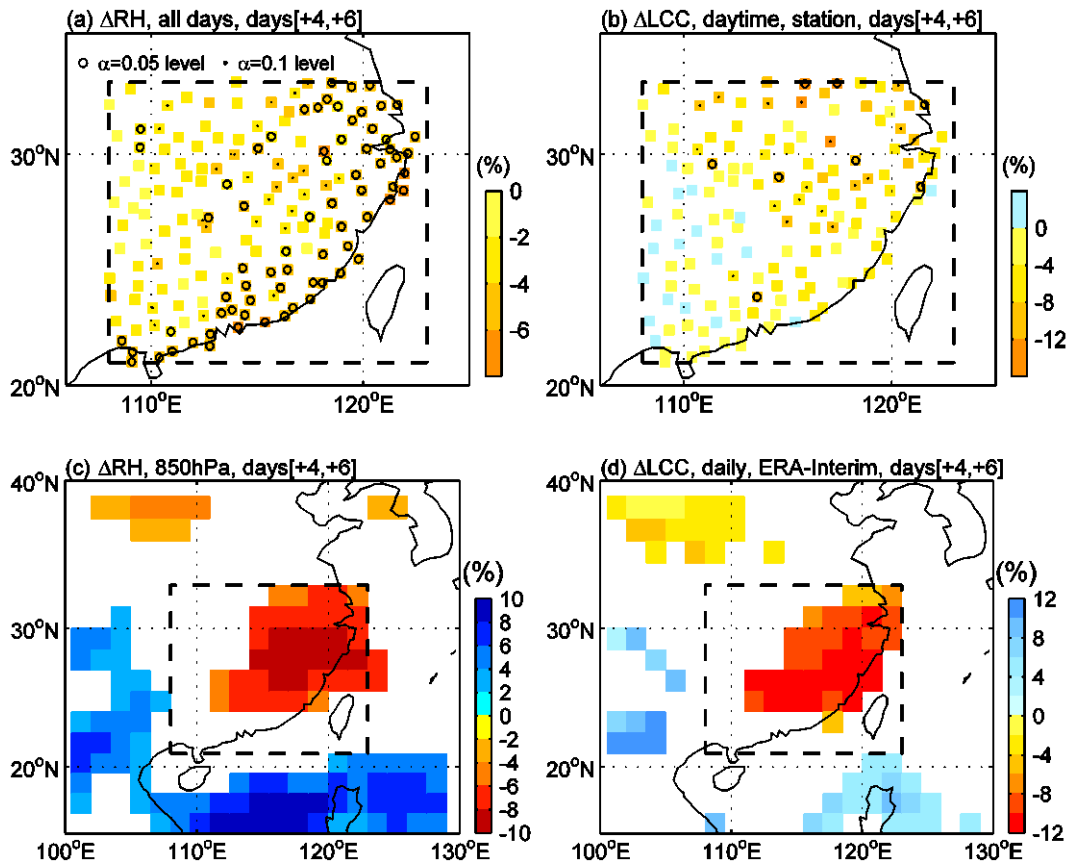 (a) ΔRH, all days, days[+4,+6]
o α=0.05 level · α=0.1 level
30°N
20°N
110°E 120°E
(%)
0
-2
-4
-6
(b) ΔLCC, daytime, station, days[+4,+6]
30°N
20°N
110°E 120°E
(%)
0
-4
-8
-12
(c) ΔRH, 850hPa, days[+4,+6]
40°N
30°N
20°N
100°E 110°E 120°E 130°E
(%)
10
8
6
4
2
0
-2
-4
-6
-8
-10
(d) ΔLCC, daily, ERA-Interim, days[+4,+6]
40°N
30°N
20°N
100°E 110°E 120°E 130°E
(%)
12
8
4
0
-4
-8
-12